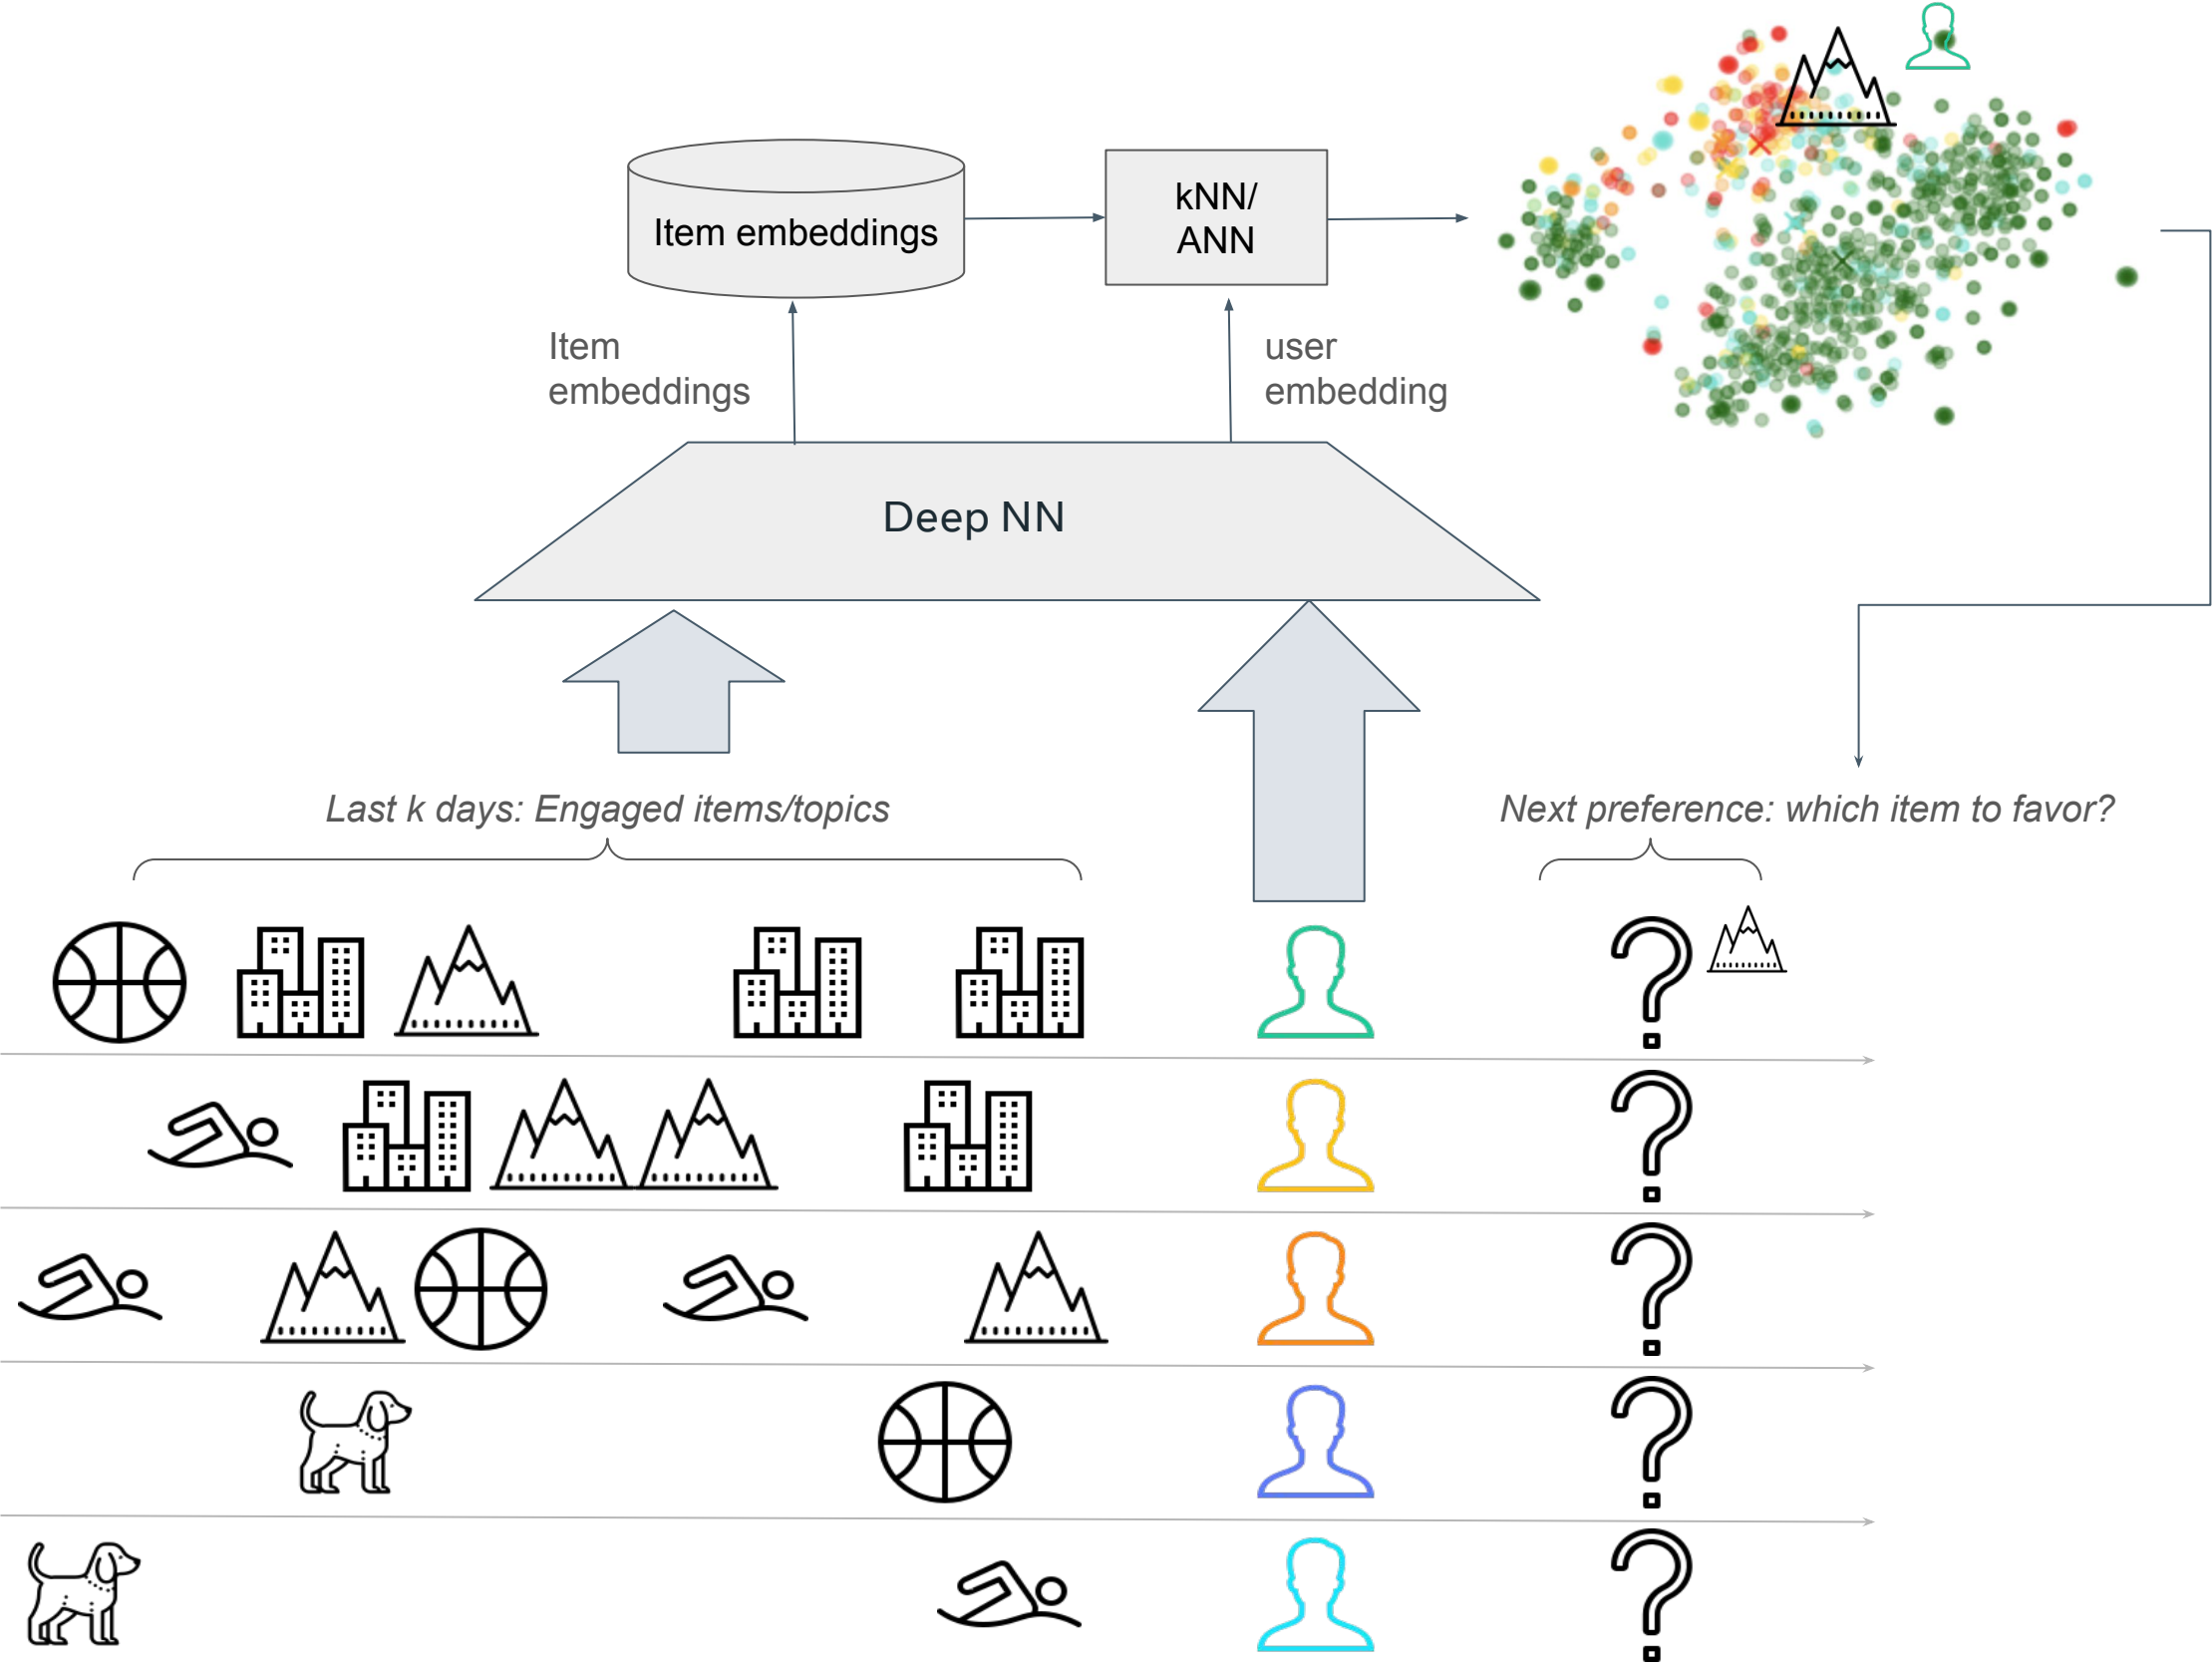 kNN/
ANN
Item embeddings
Item
embeddings
user
embedding
Deep NN
Last k days: Engaged items/topics
Next preference: which item to favor?